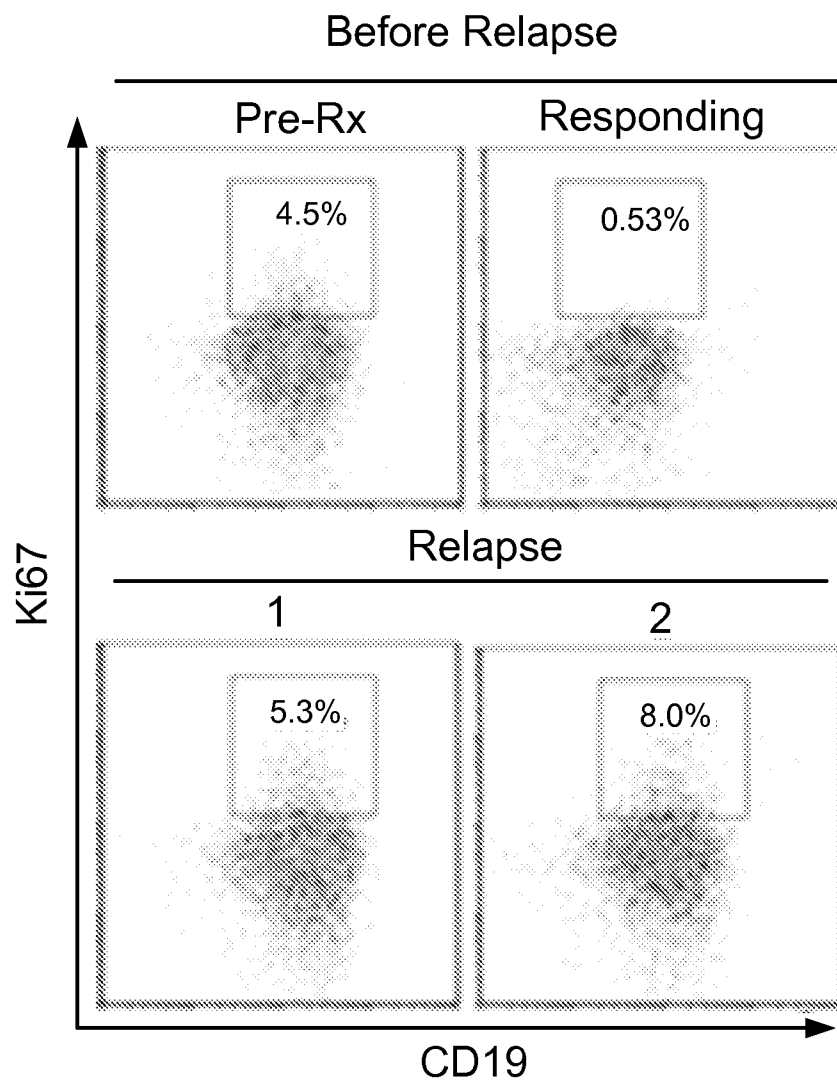 Before Relapse
Pre-Rx
Responding
4.5%
0.53%
Relapse
1
2
5.3%
8.0%
Ki67
CD19